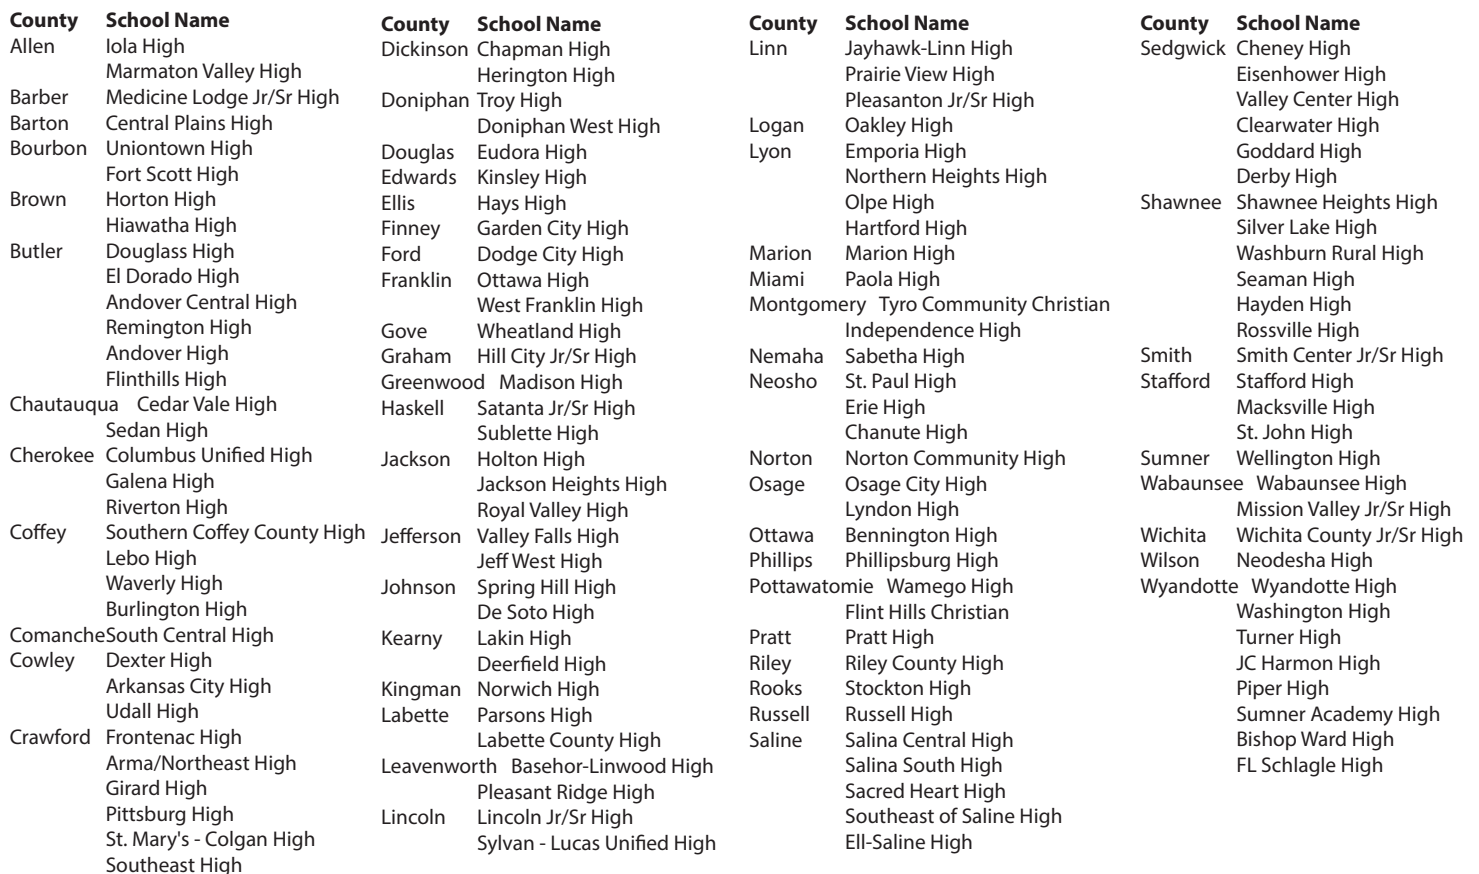 County School Name
Allen Iola High
Marmaton Valley High
Barber Medicine Lodge Jr/Sr High
Barton Central Plains High
Bourbon Uniontown High
Fort Scott High
Brown Horton High
Hiawatha High
Butler Douglass High
El Dorado High
Andover Central High
Remington High
Andover High
Flinthills High
Chautauqua Cedar Vale High
Sedan High
Cherokee Columbus Unified High
Galena High
Riverton High
Coffey Southern Coffey County High
Lebo High
Waverly High
Burlington High
Comanche South Central High
Cowley Dexter High
Arkansas City High
Udall High
Crawford Frontenac High
Arma/Northeast High
Girard High
Pittsburg High
St. Mary's - Colgan High
Southeast High
County School Name
Dickinson Chapman High
Herington High
Doniphan Troy High
Doniphan West High
Douglas Eudora High
Edwards Kinsley High
Ellis Hays High
Finney Garden City High
Ford Dodge City High
Franklin Ottawa High
West Franklin High
Gove Wheatland High
Graham Hill City Jr/Sr High
Greenwood Madison High
Haskell Satanta Jr/Sr High
Sublette High
Jackson Holton High
Jackson Heights High
Royal Valley High
Jefferson Valley Falls High
Jeff West High
Johnson Spring Hill High
De Soto High
Kearny Lakin High
Deerfield High
Kingman Norwich High
Labette Parsons High
Labette County High
Leavenworth Basehor-Linwood High
Pleasant Ridge High
Lincoln Lincoln Jr/Sr High
Sylvan - Lucas Unified High
County School Name
Linn Jayhawk-Linn High
Prairie View High
Pleasanton Jr/Sr High
Logan Oakley High
Lyon Emporia High
Northern Heights High
Olpe High
Hartford High
Marion Marion High
Miami Paola High
Montgomery Tyro Community Christian
Independence High
Nemaha Sabetha High
Neosho St. Paul High
Erie High
Chanute High
Norton Norton Community High
Osage Osage City High
Lyndon High
Ottawa Bennington High
Phillips Phillipsburg High
Pottawatomie Wamego High
Flint Hills Christian
Pratt Pratt High
Riley Riley County High
Rooks Stockton High
Russell Russell High
Saline Salina Central High
Salina South High
Sacred Heart High
Southeast of Saline High
Ell-Saline High
County School Name
Sedgwick Cheney High
Eisenhower High
Valley Center High
Clearwater High
Goddard High
Derby High
Shawnee Shawnee Heights High
Silver Lake High
Washburn Rural High
Seaman High
Hayden High
Rossville High
Smith Smith Center Jr/Sr High
Stafford Stafford High
Macksville High
St. John High
Sumner Wellington High
Wabaunsee Wabaunsee High
Mission Valley Jr/Sr High
Wichita Wichita County Jr/Sr High
Wilson Neodesha High
Wyandotte Wyandotte High
Washington High
Turner High
JC Harmon High
Piper High
Sumner Academy High
Bishop Ward High
FL Schlagle High